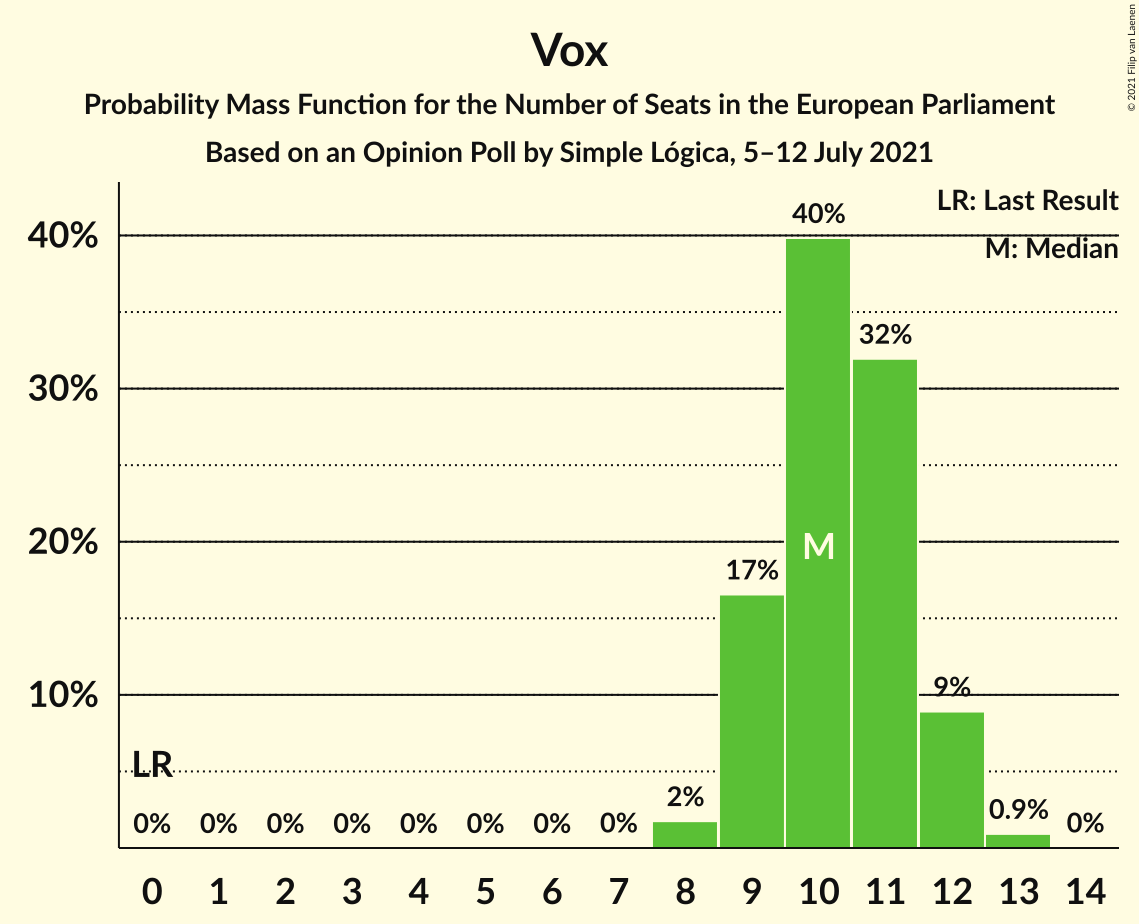 Vox
Probability Mass Function for the Number of Seats in the European Parliament
Based on an Opinion Poll by Simple Lógica, 5–12 July 2021
© 2021 Filip van Laenen
LR: Last Result
M: Median
40%
30%
20%
10%
LR
0%
0%
0%
0%
0%
0%
0%
0%
2%
17%
40%
M
32%
9%
0.9%
0%
0 1 2 3 4 5 6 7 8 9 10 11 12 13 14